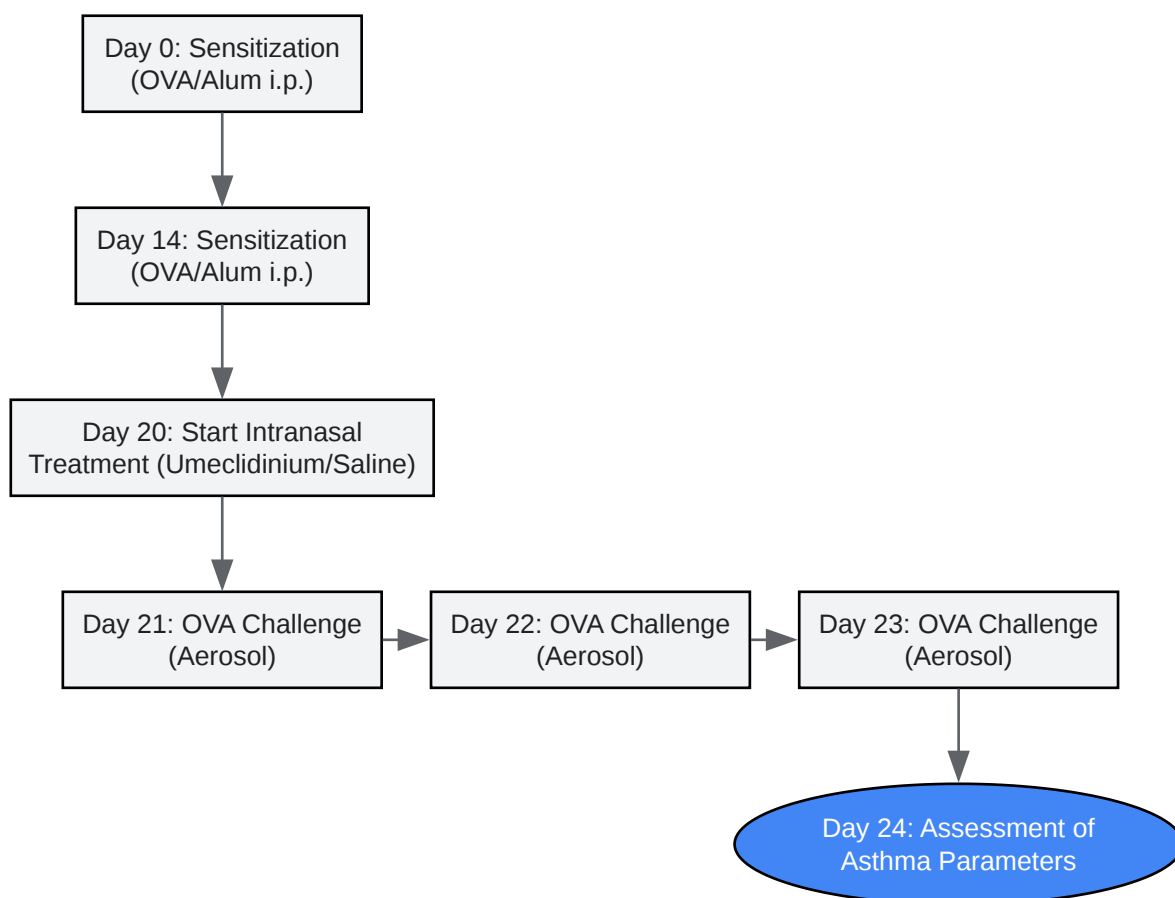 Day 0: Sensitization
(OVA/Alum i.p.)
Day 14: Sensitization
(OVA/Alum i.p.)
Day 20: Start Intranasal
Treatment (Umeclidinium/Saline)
Day 21: OVA Challenge
(Aerosol)
Day 22: OVA Challenge
(Aerosol)
Day 23: OVA Challenge
(Aerosol)
Day 24: Assessment of
Asthma Parameters